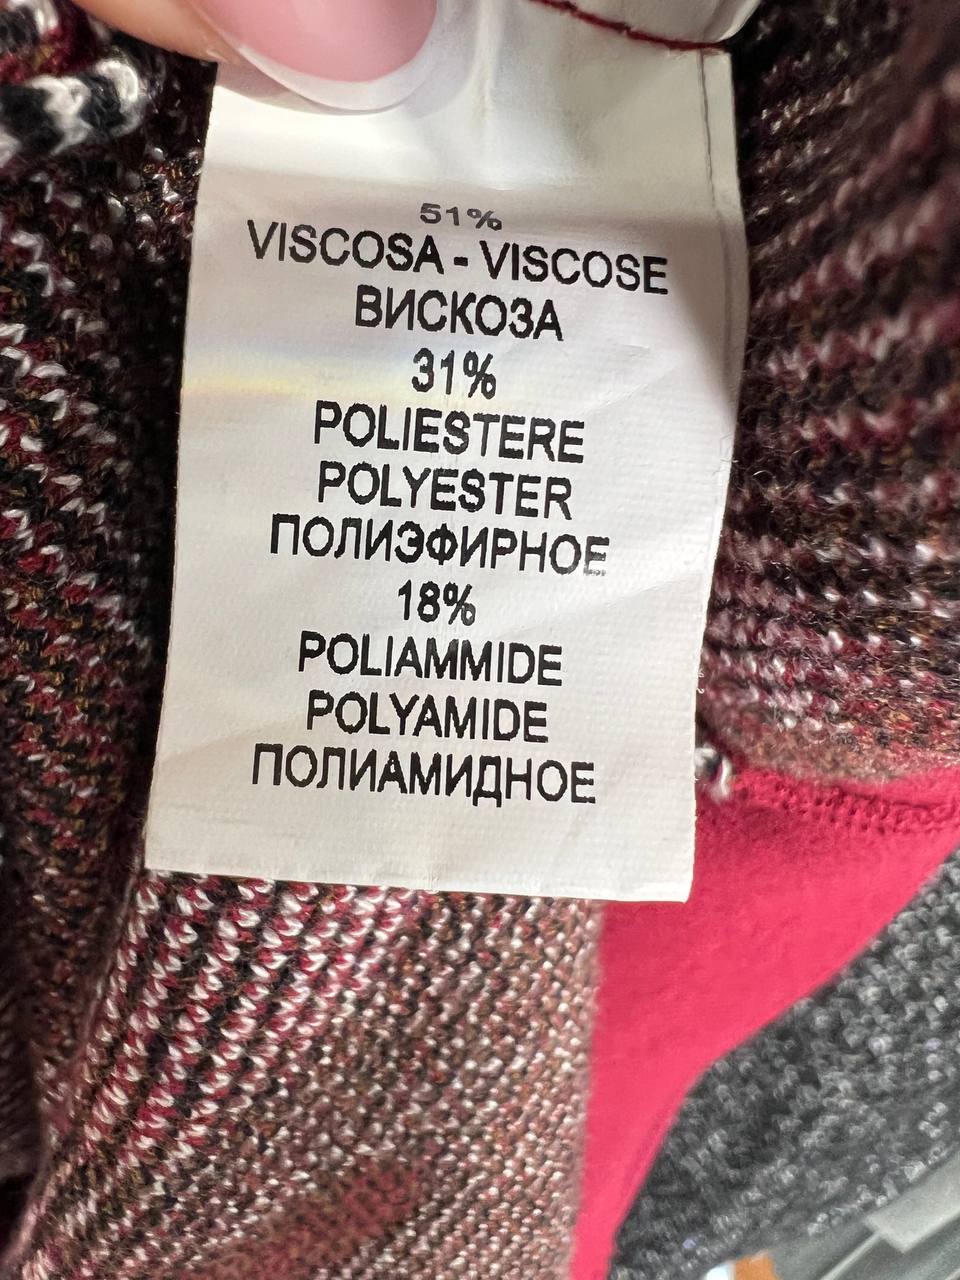 51%
VISCOSA - VISCOSE
ВИСКОЗА
31%
POLIESTERE
POLYESTER
ПОЛИЭФИРНОЕ
18%
POLIAMMIDE
POLYAMIDE
ПОЛИАМИДНОЕ